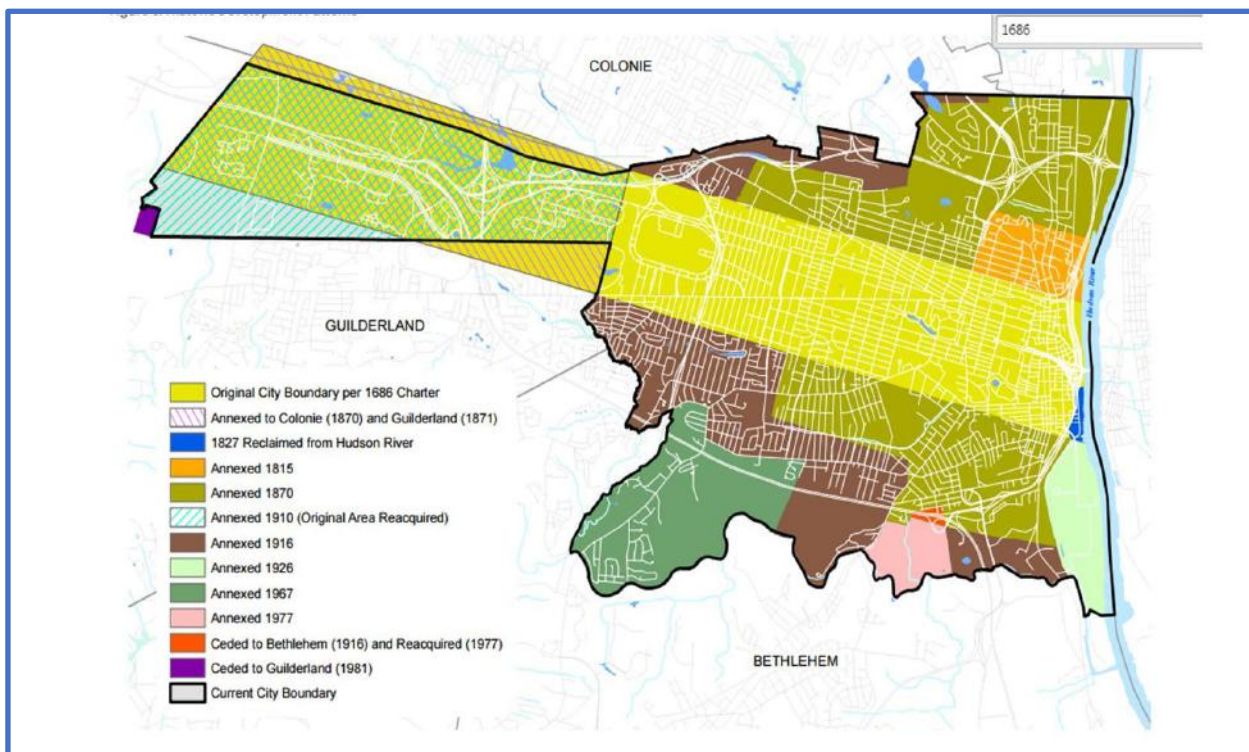 1686
COLONIE
Hudson River
GUILDERLAND
Original City Boundary per 1686 Charter
Annexed to Colonie (1870) and Guilderland (1871)
1827 Reclaimed from Hudson River
Annexed 1815
Annexed 1870
Annexed 1910 (Original Area Reacquired)
Annexed 1916
Annexed 1926
Annexed 1967
Annexed 1977
Ceded to Bethlehem (1916) and Reacquired (1977)
Ceded to Guilderland (1981)
Current City Boundary
BETHLEHEM